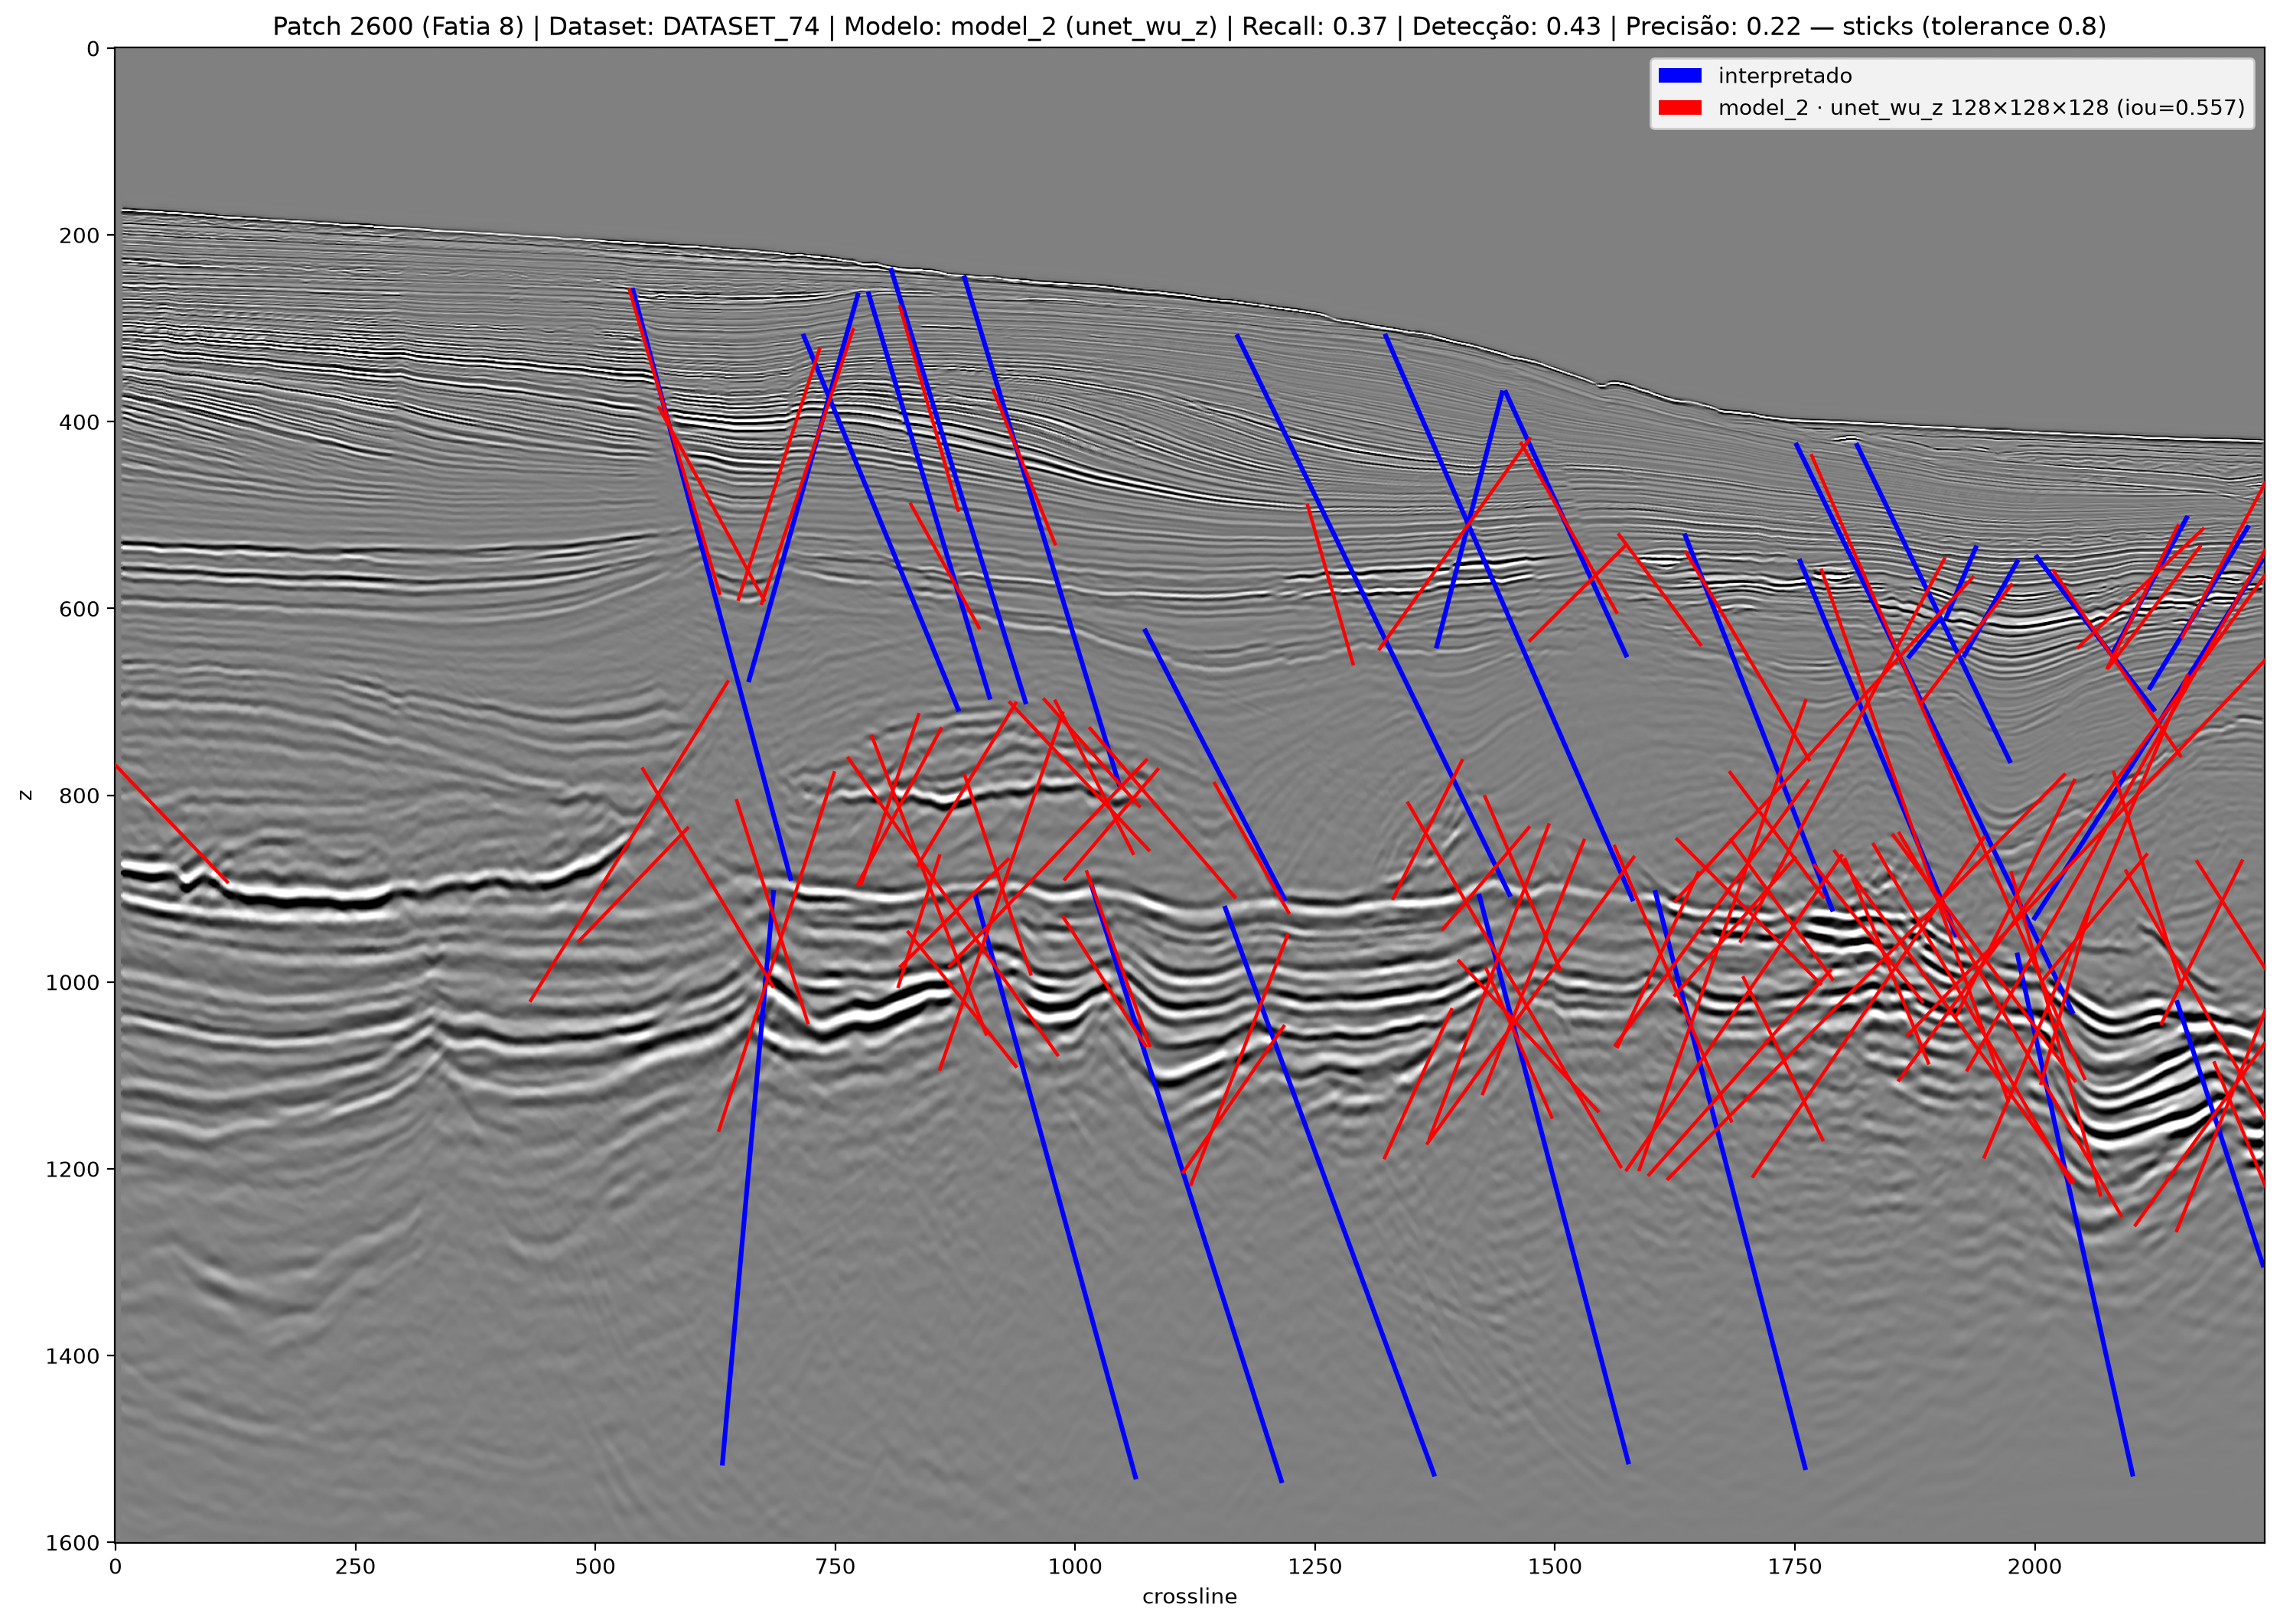 Patch 2600 (Fatia 8) | Dataset: DATASET_74 | Modelo: model_2 (unet_wu_z) | Recall: 0.37 | Detecção: 0.43 | Precisão: 0.22 — sticks (tolerance 0.8)
interpretado
model_2 · unet_wu_z 128×128×128 (iou=0.557)
0
200
400
600
800
1000
1200
1400
1600
z
0 250 500 750 1000 1250 1500 1750 2000
crossline